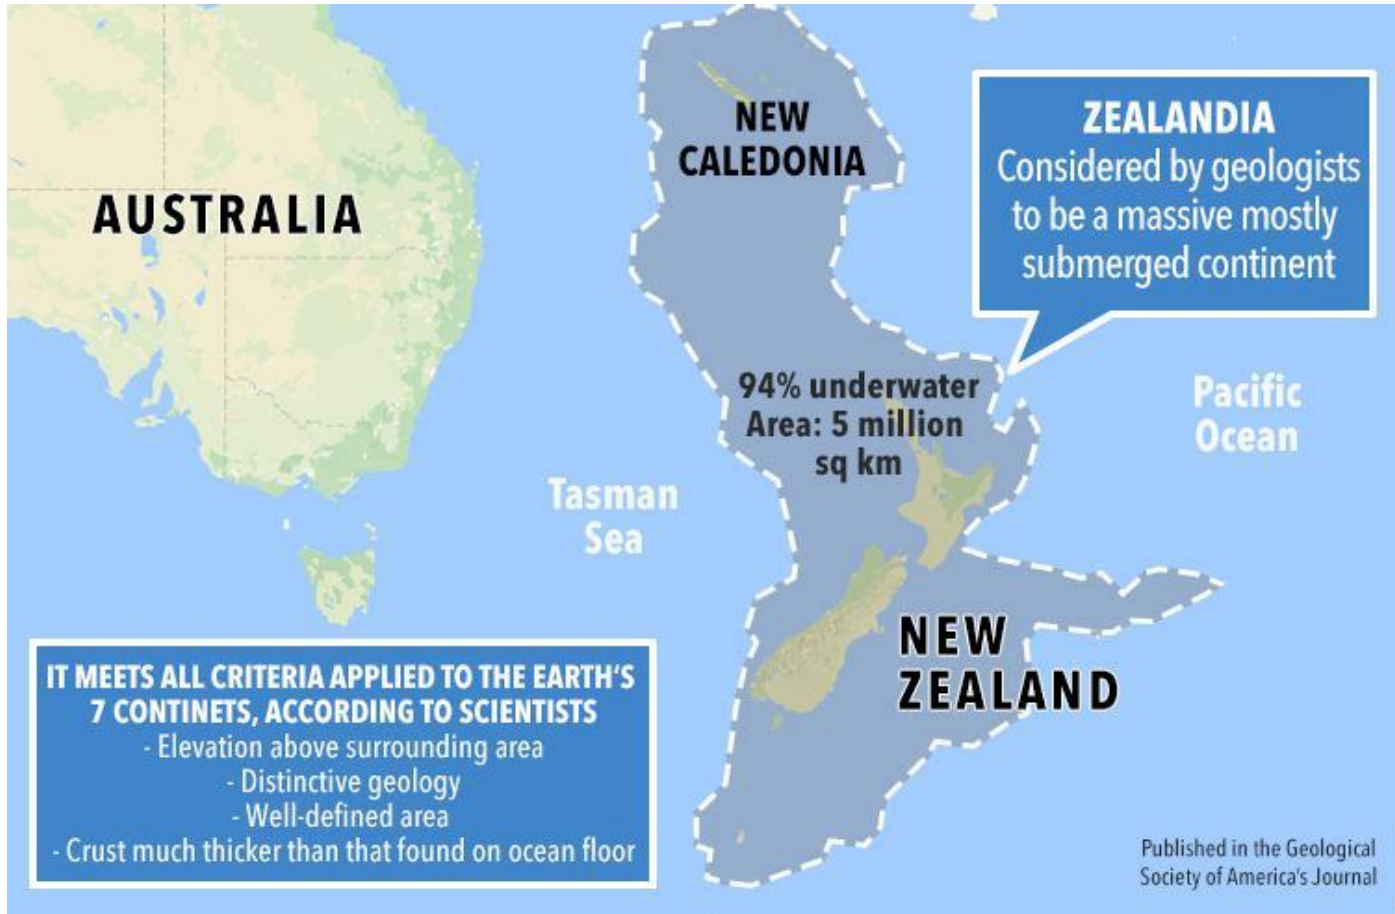 AUSTRALIA
NEW
CALEDONIA
ZEALANDIA
Considered by geologists
to be a massive mostly
submerged continent
94% underwater
Area: 5 million
sq km
Pacific
Ocean
Tasman
Sea
NEW
ZEALAND
IT MEETS ALL CRITERIA APPLIED TO THE EARTH'S
7 CONTINETS, ACCORDING TO SCIENTISTS
- Elevation above surrounding area
- Distinctive geology
- Well-defined area
- Crust much thicker than that found on ocean floor
Published in the Geological
Society of America's Journal